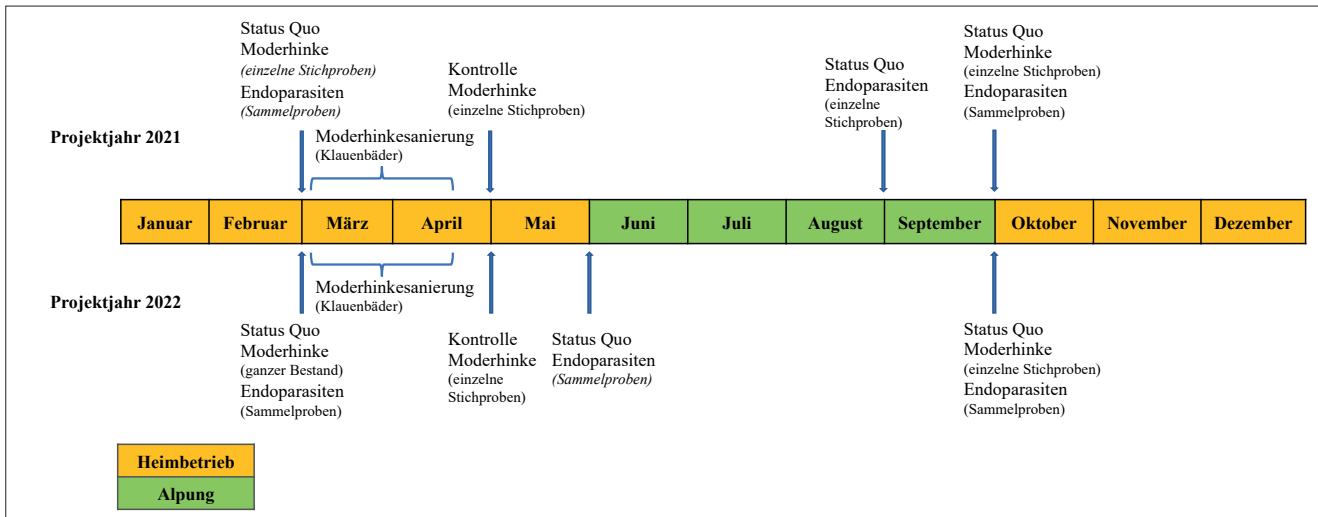 Status Quo
Moderhinke
(einzelne Stichproben)
Endoparasiten
(Sammelproben)
Kontrolle
Moderhinke
(einzelne Stichproben)
Status Quo
Endoparasiten
(einzelne
Stichproben)
Status Quo
Moderhinke
(einzelne Stichproben)
Endoparasiten
(Sammelproben)
Projektjahr 2021
Moderhinkesanierung
(Klauenbäder)
Januar Februar März April Mai Juni Juli August September Oktober November Dezember
Projektjahr 2022
Moderhinkesanierung
(Klauenbäder)
Status Quo
Moderhinke
(ganzer Bestand)
Endoparasiten
(Sammelproben)
Kontrolle
Moderhinke
(einzelne
Stichproben)
Status Quo
Endoparasiten
(Sammelproben)
Status Quo
Moderhinke
(einzelne Stichproben)
Endoparasiten
(Sammelproben)
Heimbetrieb
Alpung